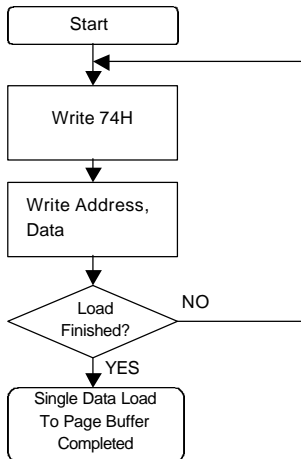 Start
Write 74H
Write Address,
Data
Load
Finished?
NO
YES
Single Data Load
To Page Buffer
Completed